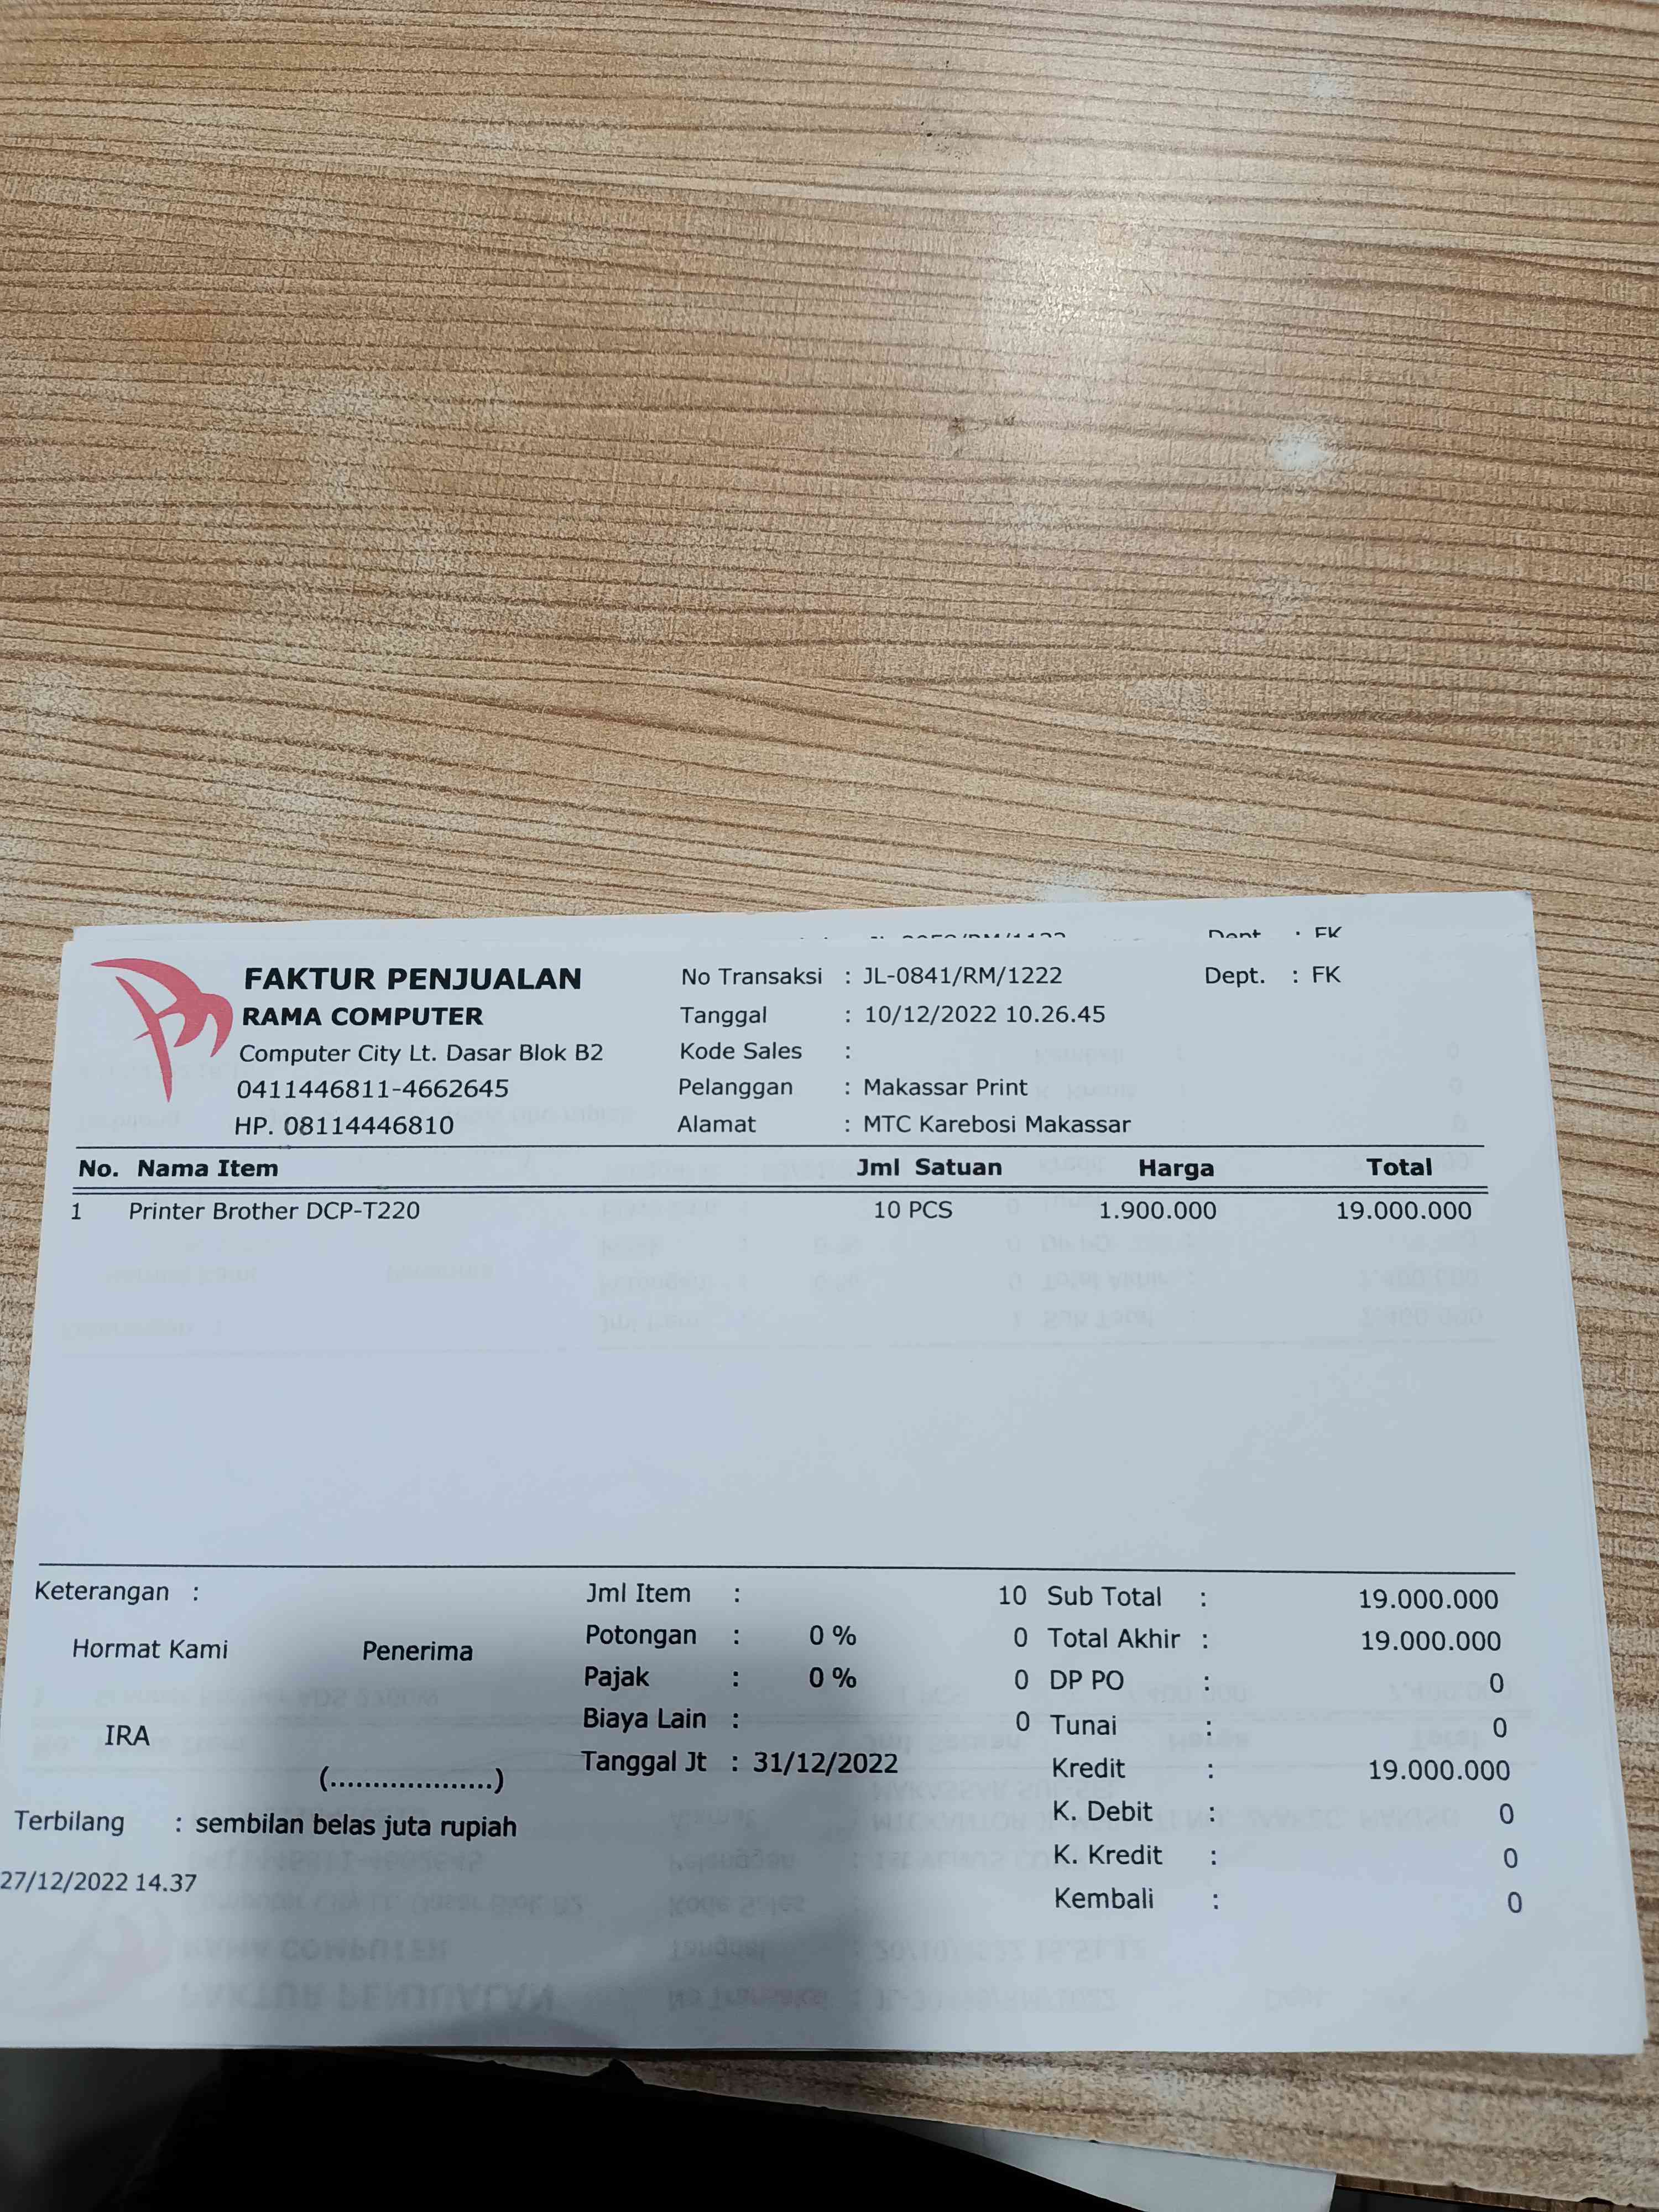 Dept : FK
FAKTUR PENJUALAN
RAMA COMPUTER
Computer City Lt. Dasar Blok B2
0411446811-4662645
HP. 08114446810
No Transaksi : JL-0841/RM/1222 Dept. : FK
Tanggal : 10/12/2022 10.26.45
Kode Sales :
Pelanggan : Makassar Print
Alamat : MTC Karebosi Makassar
No. Nama Item Jml Satuan Harga Total
1 Printer Brother DCP-T220 10 PCS 1.900.000 19.000.000
Keterangan :
Hormat Kami Penerima
IRA
(...................)
Terbilang : sembilan belas juta rupiah
27/12/2022 14.37
Jml Item : 10
Potongan : 0 % 0
Pajak : 0 % 0
Biaya Lain : 0
Tanggal Jt : 31/12/2022
Sub Total : 19.000.000
Total Akhir : 19.000.000
DP PO : 0
Tunai : 0
Kredit : 19.000.000
K. Debit : 0
K. Kredit : 0
Kembali : 0